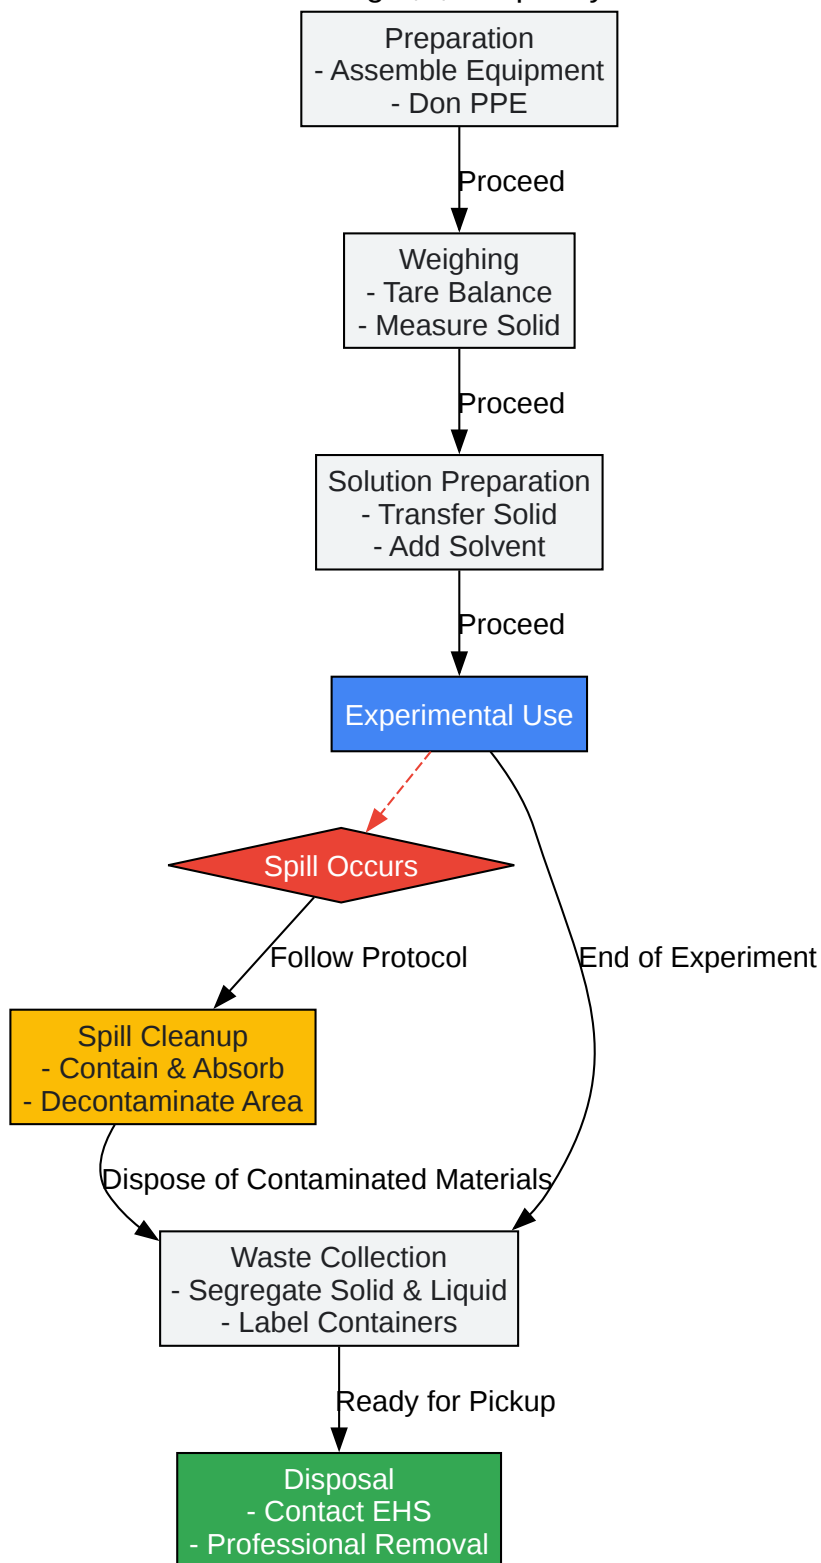 Preparation
- Assemble Equipment
- Don PPE
Proceed
Weighing
- Tare Balance
- Measure Solid
Proceed
Solution Preparation
- Transfer Solid
- Add Solvent
Proceed
Experimental Use
Spill Occurs
Follow Protocol
End of Experiment
Spill Cleanup
- Contain & Absorb
- Decontaminate Area
Dispose of Contaminated Materials
Waste Collection
- Segregate Solid & Liquid
- Label Containers
Ready for Pickup
Disposal
- Contact EHS
- Professional Removal